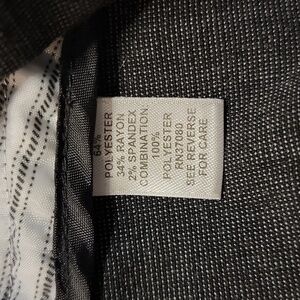 64%
POLYESTER
34% RAYON
2% SPANDEX
COMBINATION
100%
POLYESTER
RN37080
SEE REVERSE
FOR CARE